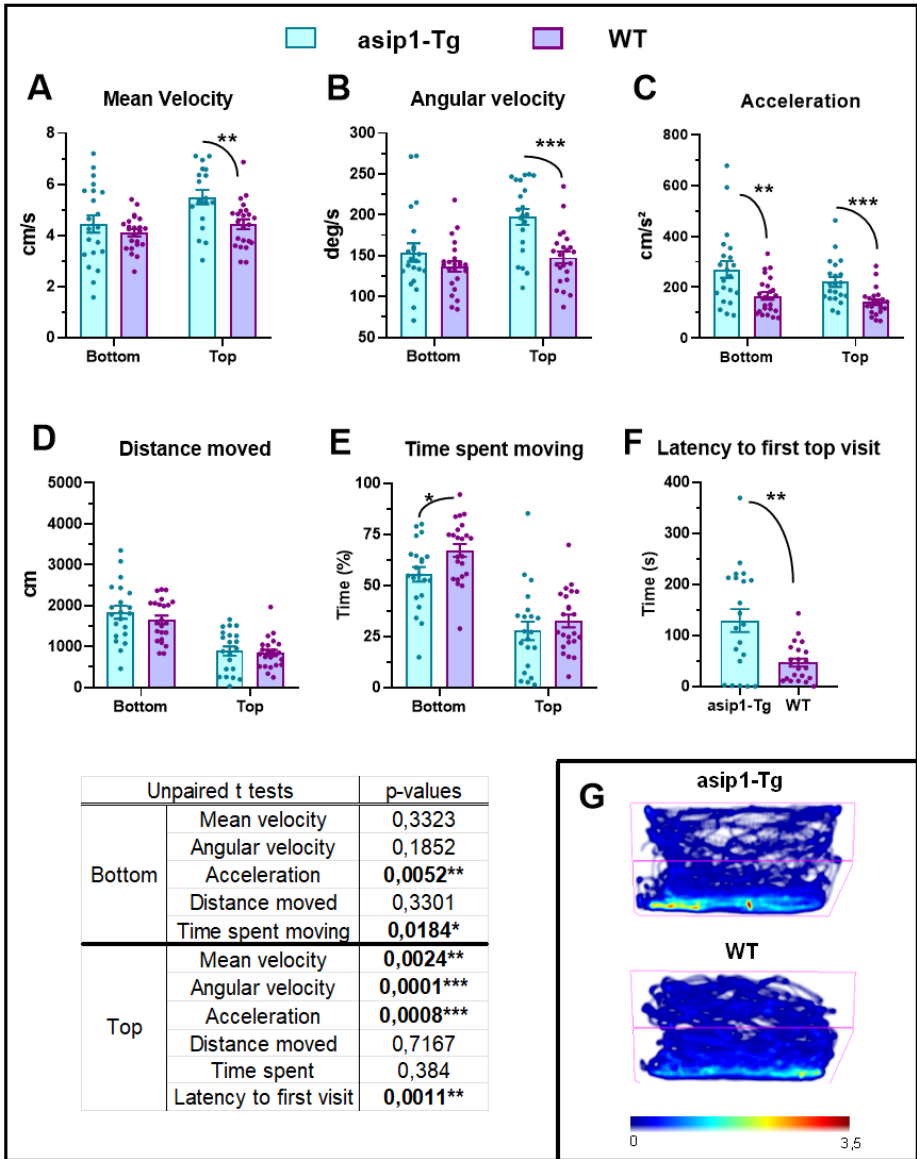 asip1-Tg WT
A Mean Velocity
cm/s
8
6
4
2
0
**
Bottom Top
B Angular velocity
deg/s
300
250
200
150
100
50
***
Bottom Top
C Acceleration
cm/s²
800
600
400
200
0
**
***
Bottom Top
D Distance moved
cm
5000
4000
3000
2000
1000
0
Bottom Top
E Time spent moving
Time (%)
100
75
50
25
0
*
Bottom Top
F Latency to first top visit
Time (s)
400
300
200
100
0
**
asip1-Tg WT
Unpaired t tests p-values
Bottom
Mean velocity 0,3323
Angular velocity 0,1852
Acceleration 0,0052**
Distance moved 0,3301
Time spent moving 0,0184*
Top
Mean velocity 0,0024**
Angular velocity 0,0001***
Acceleration 0,0008***
Distance moved 0,7167
Time spent 0,384
Latency to first visit 0,0011**
G asip1-Tg
WT
0 3,5